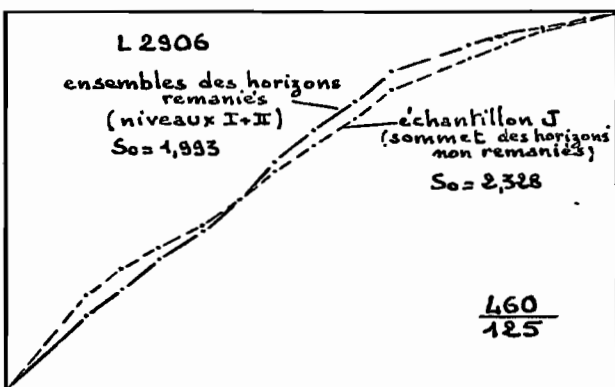 L 2906
ensembles des horizons
remaniés
(niveaux I+II)
So = 1,993
échantillon J
(sommet des horizons
non remaniés)
So = 2,328
460
125